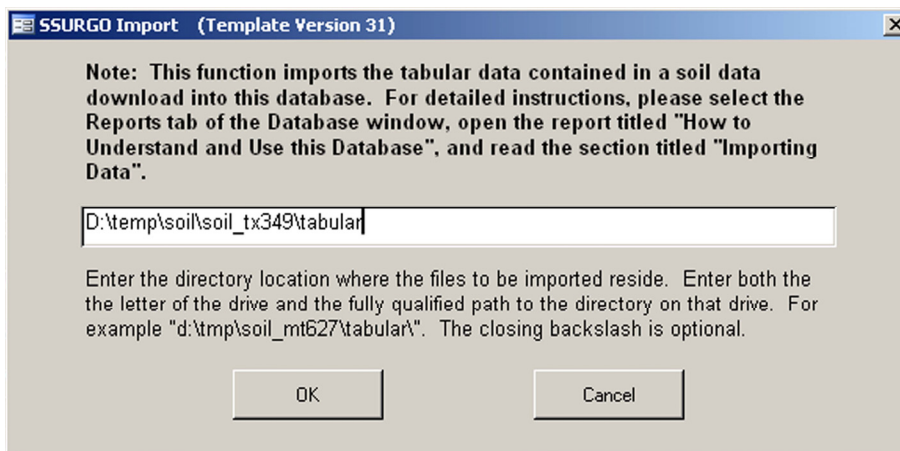 SSURGO Import (Template Version 31)
Note: This function imports the tabular data contained in a soil data
download into this database. For detailed instructions, please select the
Reports tab of the Database window, open the report titled "How to
Understand and Use this Database", and read the section titled "Importing
Data".
D:\temp\soil\soil_tx349\tabular
Enter the directory location where the files to be imported reside. Enter both the
the letter of the drive and the fully qualified path to the directory on that drive. For
example "d:\tmp\soil_mt627\tabular\". The closing backslash is optional.
OK
Cancel